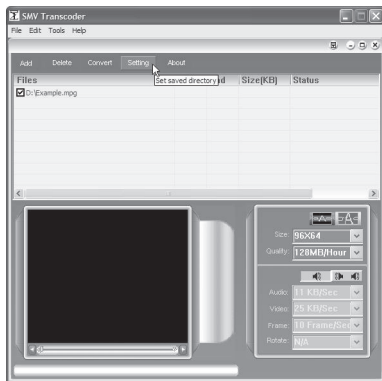 SMV Transcoder
File Edit Tools Help
Add Delete Convert Setting About
Files Size[KB] Status
Set saved directory
D:\Example.mpg
Size: 96X64
Quality: 128MB/Hour
Audio: 11 KB/Sec
Video: 25 KB/Sec
Frame: 10 Frame/Sec
Rotate: N/A